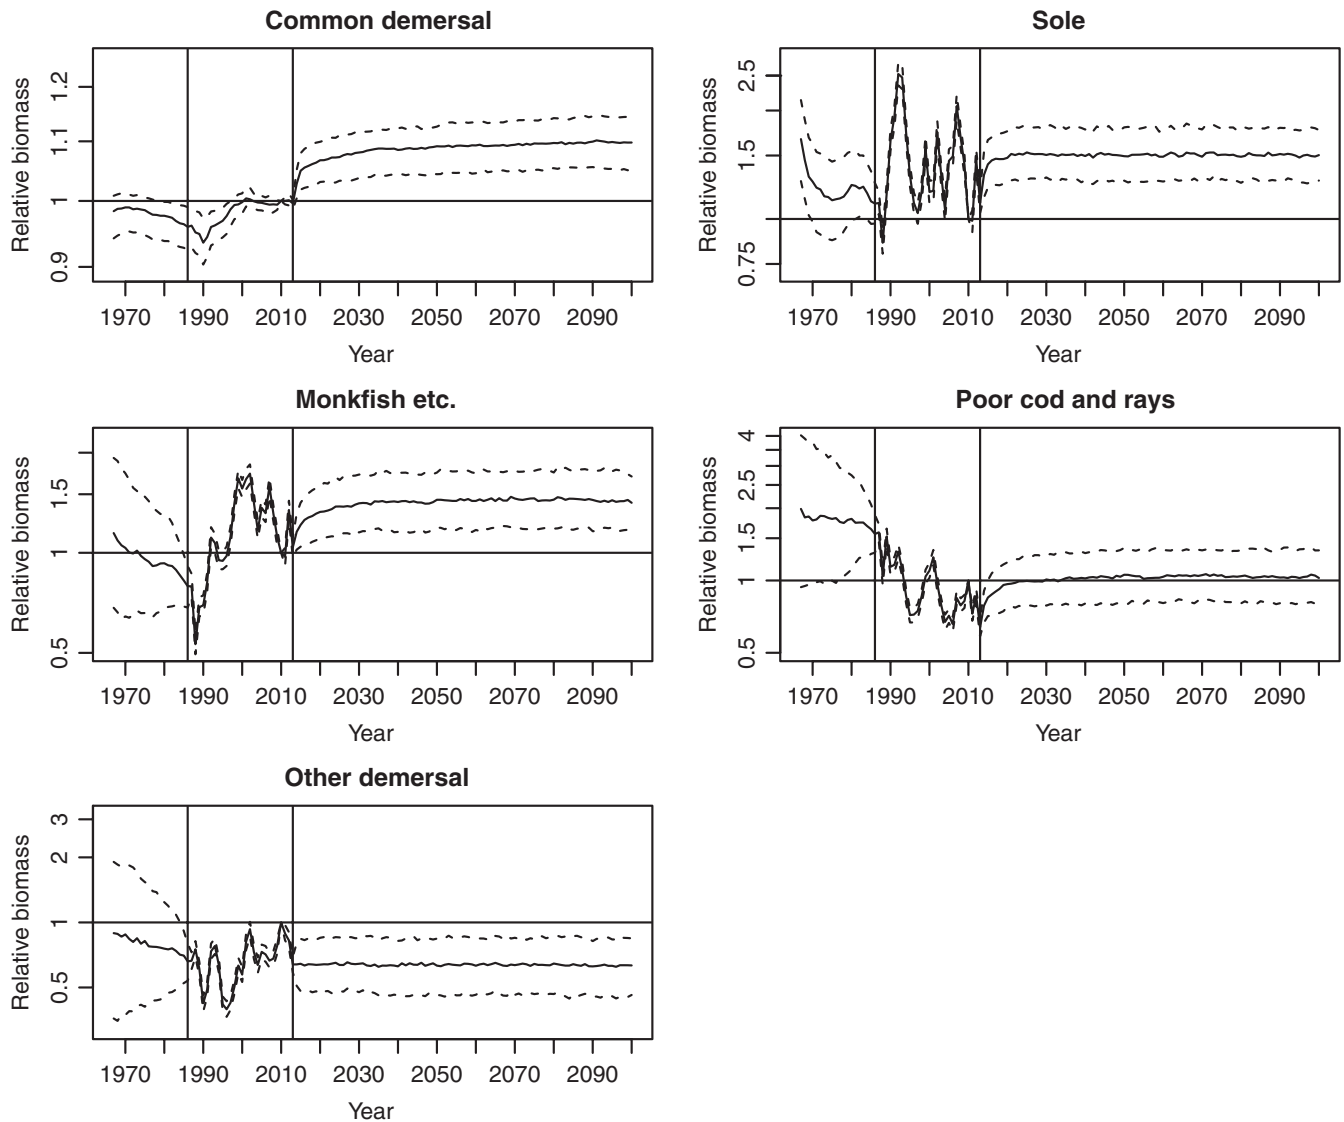 Common demersal
Relative biomass
1.2
1.1
1
0.9
1970 1990 2010 2030 2050 2070 2090
Year
Sole
Relative biomass
2.5
1.5
0.75
1970 1990 2010 2030 2050 2070 2090
Year
Monkfish etc.
Relative biomass
1.5
1
0.5
1970 1990 2010 2030 2050 2070 2090
Year
Poor cod and rays
Relative biomass
4
2.5
1.5
1
0.5
1970 1990 2010 2030 2050 2070 2090
Year
Other demersal
Relative biomass
3
2
1
0.5
1970 1990 2010 2030 2050 2070 2090
Year